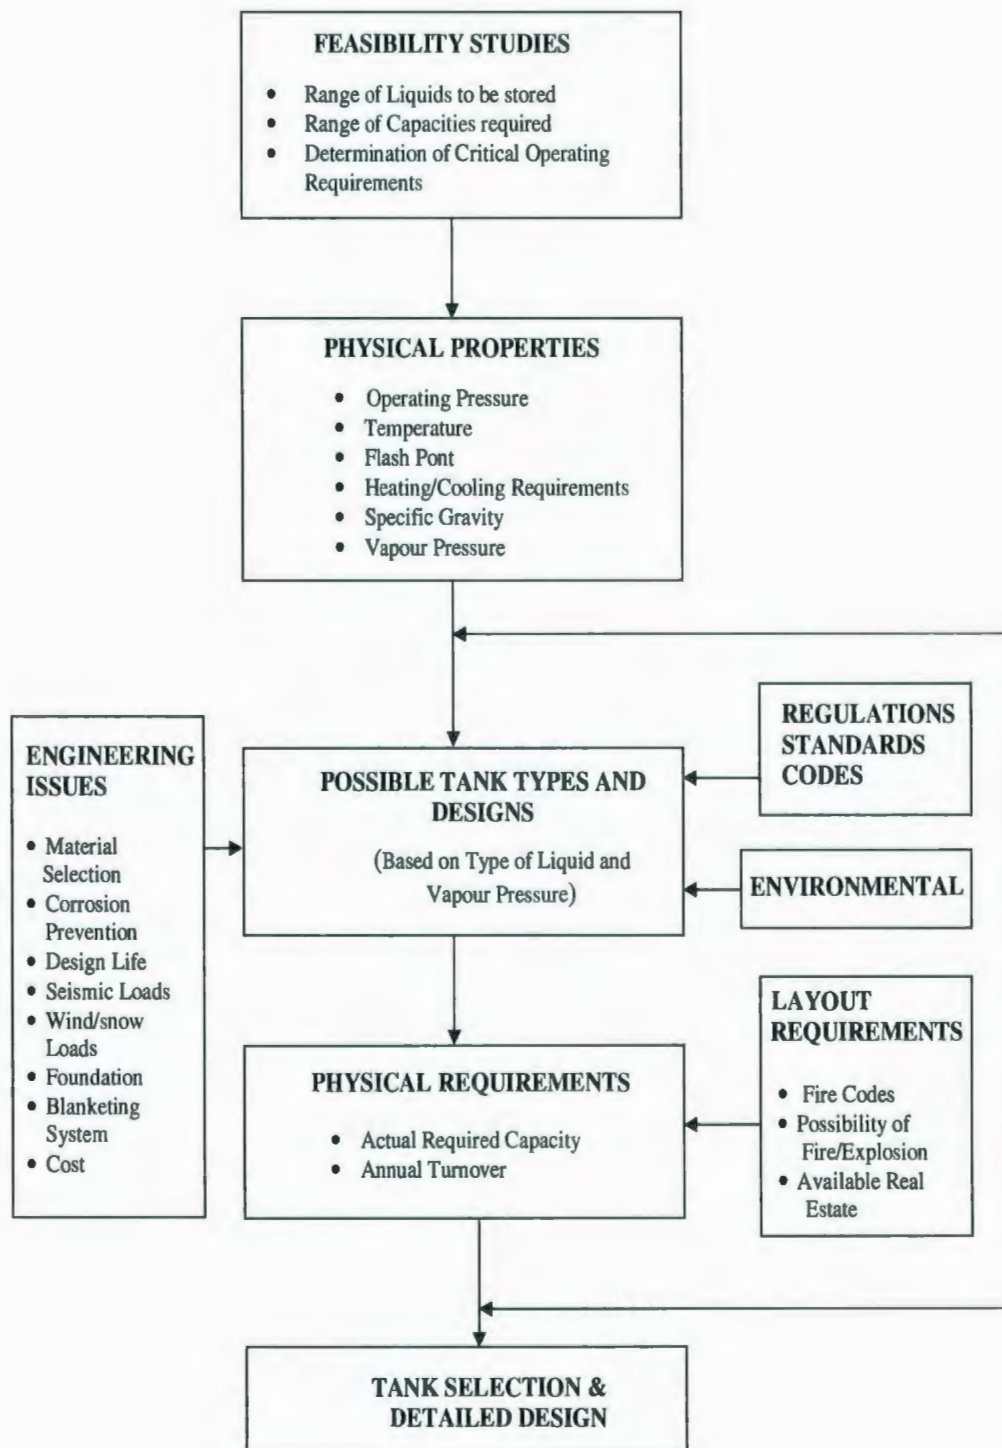 FEASIBILITY STUDIES
• Range of Liquids to be stored
• Range of Capacities required
• Determination of Critical Operating
Requirements
PHYSICAL PROPERTIES
• Operating Pressure
• Temperature
• Flash Pont
• Heating/Cooling Requirements
• Specific Gravity
• Vapour Pressure
REGULATIONS
STANDARDS
CODES
ENGINEERING
ISSUES
• Material
Selection
• Corrosion
Prevention
• Design Life
• Seismic Loads
• Wind/snow
Loads
• Foundation
• Blanketing
System
• Cost
POSSIBLE TANK TYPES AND
DESIGNS
(Based on Type of Liquid and
Vapour Pressure)
ENVIRONMENTAL
LAYOUT
REQUIREMENTS
• Fire Codes
• Possibility of
Fire/Explosion
• Available Real
Estate
PHYSICAL REQUIREMENTS
• Actual Required Capacity
• Annual Turnover
TANK SELECTION &
DETAILED DESIGN